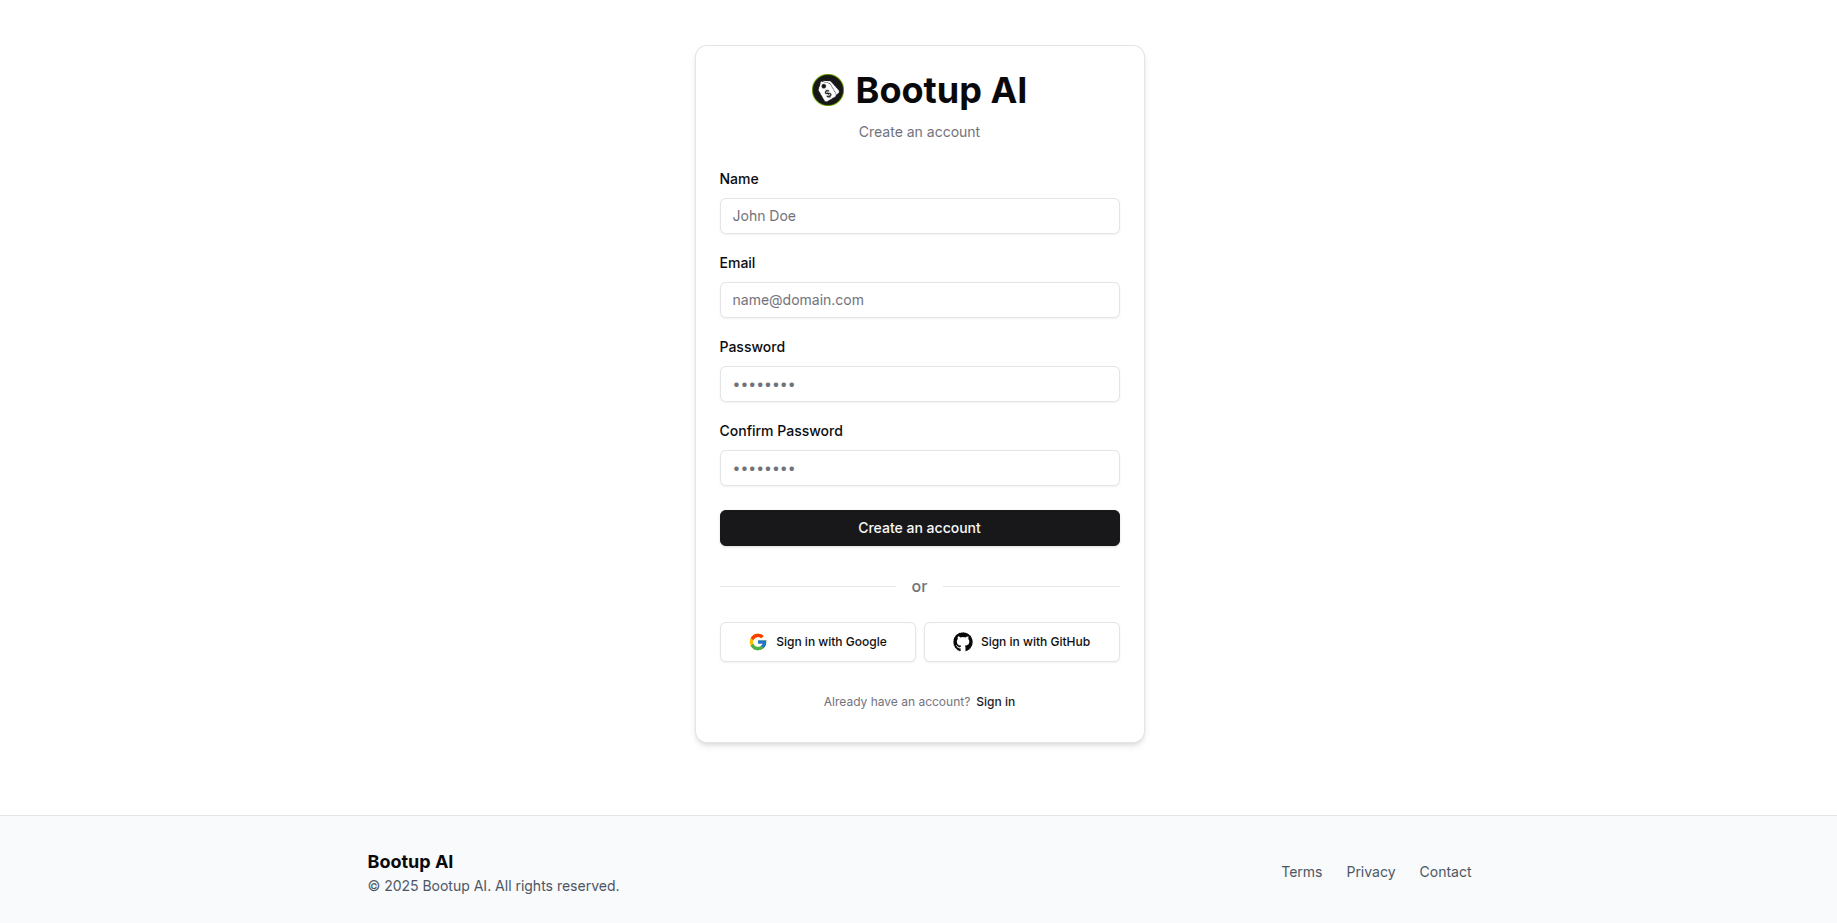 Bootup AI
Create an account
Name
John Doe
Email
name@domain.com
Password
••••••••
Confirm Password
••••••••
Create an account
or
Sign in with Google
Sign in with GitHub
Already have an account? Sign in
Bootup AI
© 2025 Bootup AI. All rights reserved.
Terms
Privacy
Contact